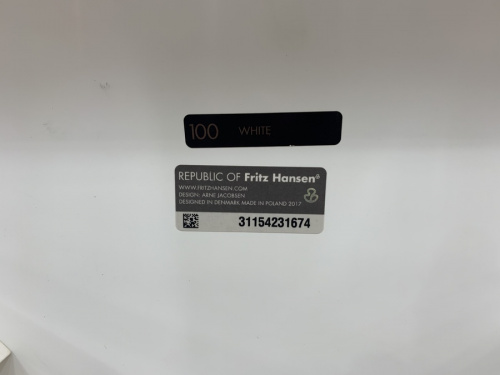 100 WHITE
REPUBLIC OF Fritz Hansen®
WWW.FRITZHANSEN.COM
DESIGN: ARNE JACOBSEN
DESIGNED IN DENMARK MADE IN POLAND 2017
31154231674